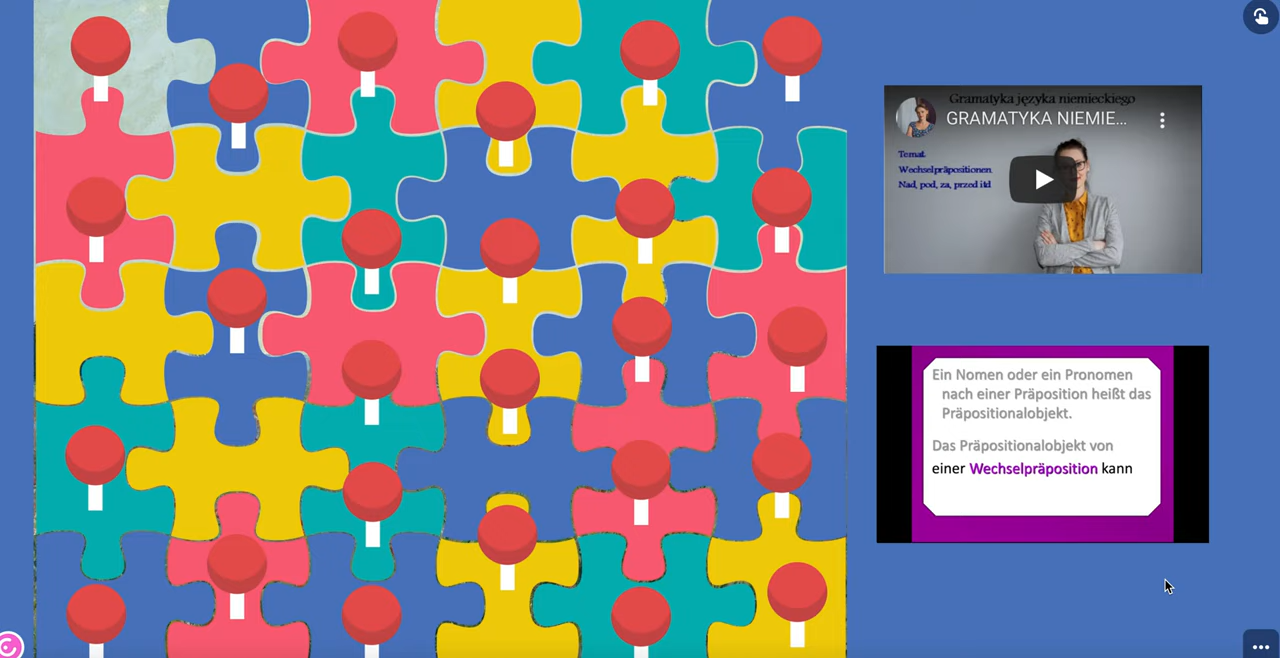 Gramatyka języka niemieckiego
GRAMATYKA NIEMIE...
Temat.
Wechselpräpositionen
Nad, pod, za, przed itd
Ein Nomen oder ein Pronomen
nach einer Präposition heißt das
Präpositionalobjekt.
Das Präpositionalobjekt von
einer Wechselpräposition kann